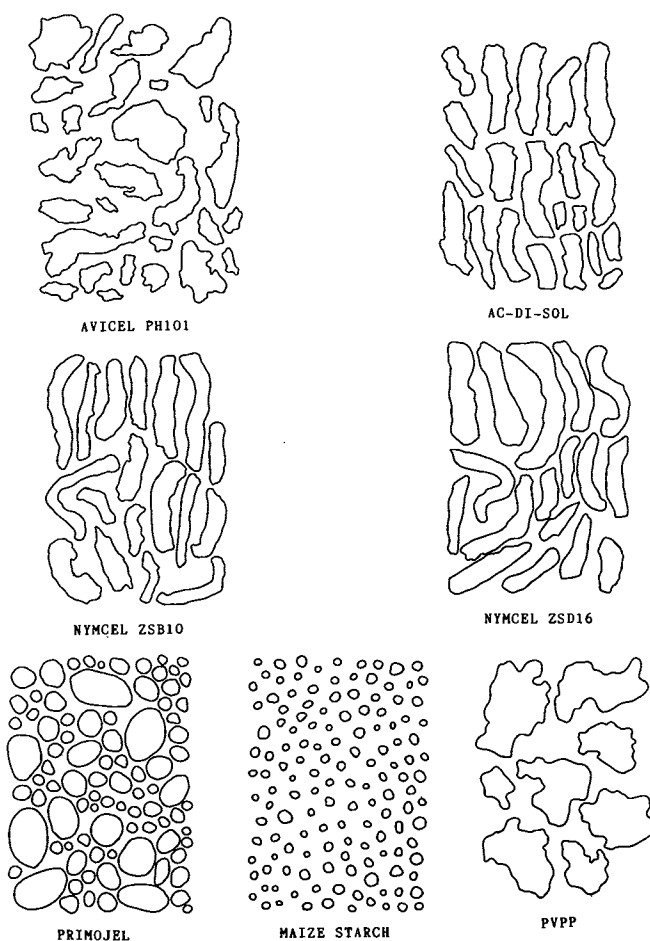 AVICEL PH101
AC-DI-SOL
NYMCEL ZSB10
NYMCEL ZSD16
PRIMOJEL
MAIZE STARCH
PVPP